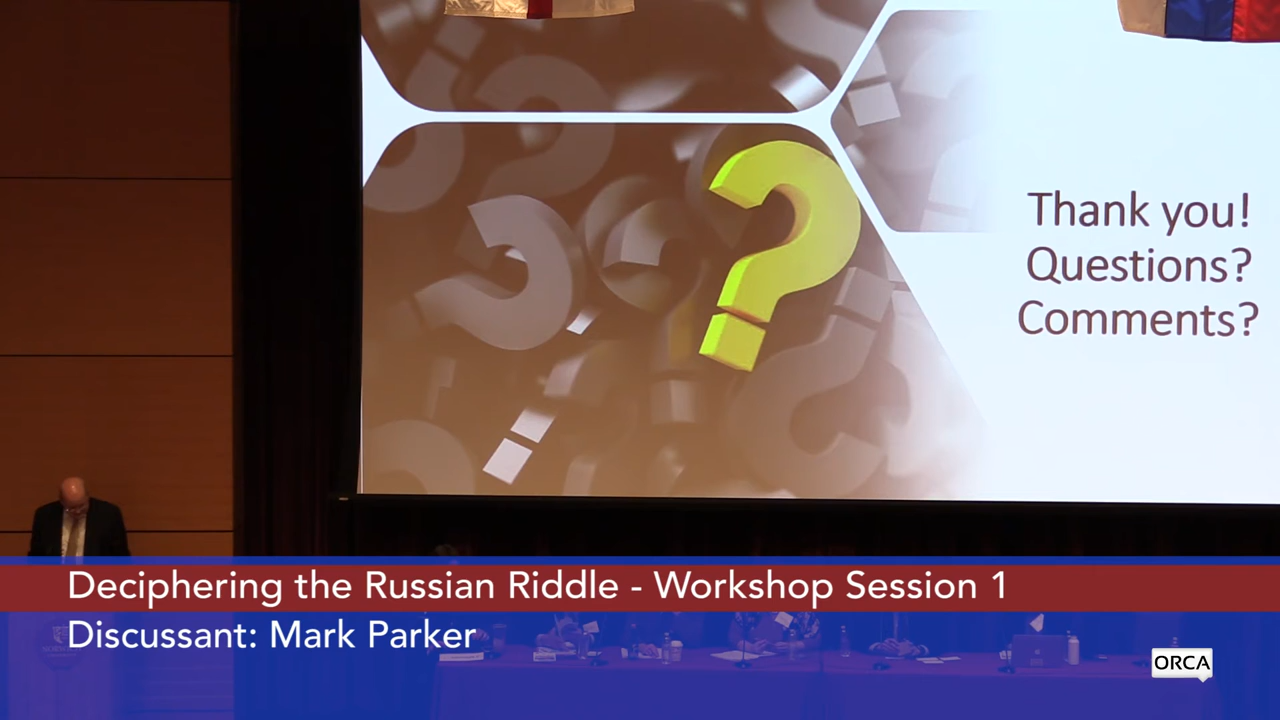 Thank you!
Questions?
Comments?
Deciphering the Russian Riddle - Workshop Session 1
Discussant: Mark Parker
ORCA